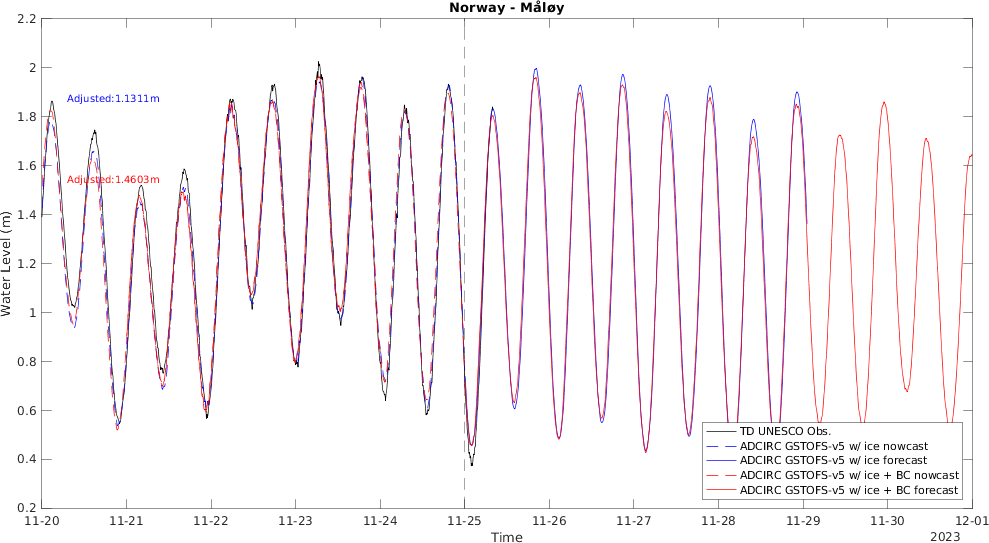 Norway - Måløy
2.2
2
1.8
1.6
1.4
1.2
1
0.8
0.6
0.4
0.2
Water Level (m)
Adjusted:1.1311m
Adjusted:1.4603m
TD UNESCO Obs.
ADCIRC GSTOFS-v5 w/ ice nowcast
ADCIRC GSTOFS-v5 w/ ice forecast
ADCIRC GSTOFS-v5 w/ ice + BC nowcast
ADCIRC GSTOFS-v5 w/ ice + BC forecast
11-20 11-21 11-22 11-23 11-24 11-25 11-26 11-27 11-28 11-29 11-30 12-01
Time
2023